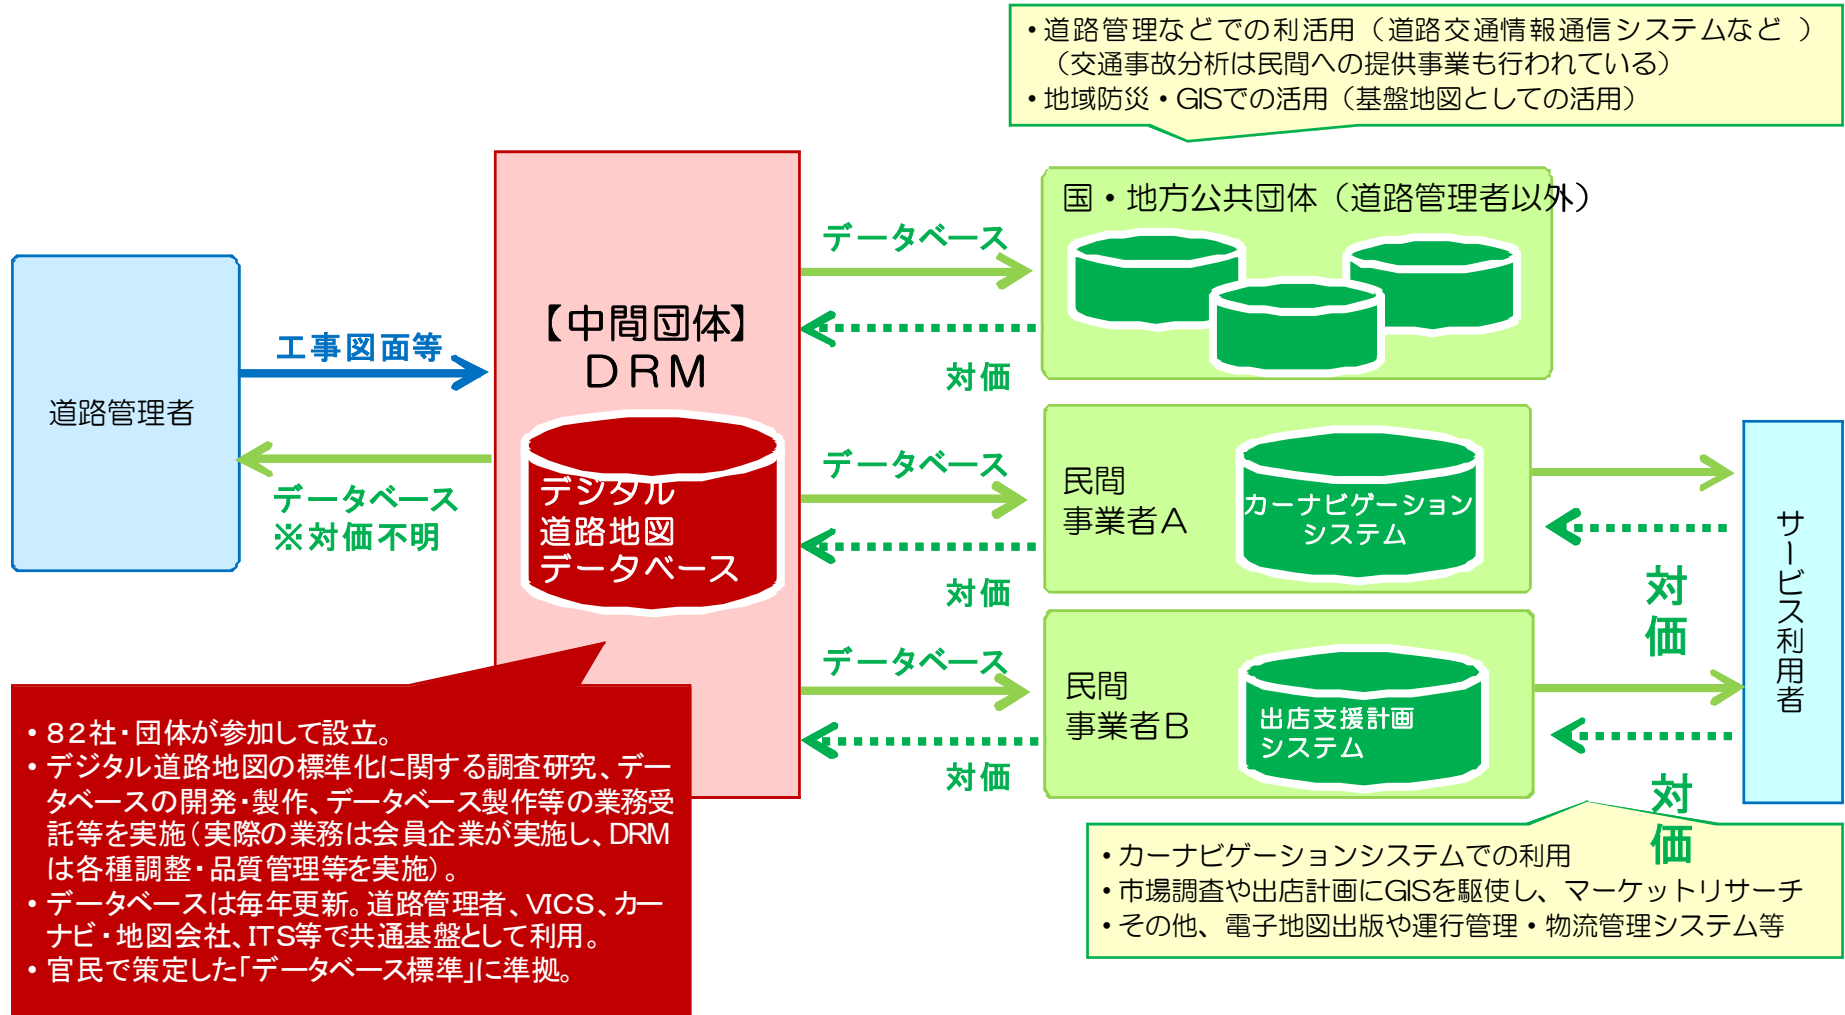 ・道路管理などでの利活用（道路交通情報通信システムなど ）
（交通事故分析は民間への提供事業も行われている）
・地域防災・GISでの活用（基盤地図としての活用）
国・地方公共団体（道路管理者以外）
データベース
対価
【中間団体】
ＤＲＭ
デジタル
道路地図
データベース
工事図面等
道路管理者
データベース
※対価不明
データベース
対価
民間
事業者Ａ
カーナビゲーション
システム
対価
サービス利用者
データベース
対価
民間
事業者Ｂ
出店支援計画
システム
対価
・８２社・団体が参加して設立。
・デジタル道路地図の標準化に関する調査研究、デー
タベースの開発・製作、データベース製作等の業務受
託等を実施（実際の業務は会員企業が実施し、DRM
は各種調整・品質管理等を実施）。
・データベースは毎年更新。道路管理者、VICS、カー
ナビ・地図会社、ITS等で共通基盤として利用。
・官民で策定した「データベース標準」に準拠。
・カーナビゲーションシステムでの利用
・市場調査や出店計画にGISを駆使し、マーケットリサーチ
・その他、電子地図出版や運行管理・物流管理システム等